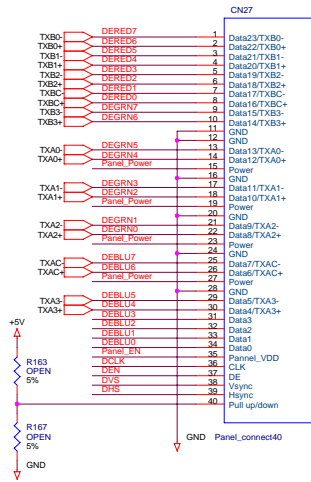 CN27
TXB0- DERED7 1 Data23/TXB0-
TXB0+ DERED6 2 Data22/TXB0+
TXB1- DERED5 3 Data21/TXB1-
TXB1+ DERED4 4 Data20/TXB1+
TXB2- DERED3 5 Data19/TXB2-
TXB2+ DERED2 6 Data18/TXB2+
TXBC- DERED1 7 Data17/TXBC-
TXBC+ DERED0 8 Data16/TXBC+
TXB3- DEGRN7 9 Data15/TXB3-
TXB3+ DEGRN6 10 Data14/TXB3+
11 GND
12 GND
TXA0- DEGRN5 13 Data13/TXA0-
TXA0+ DEGRN4 14 Data12/TXA0+
Panel_Power 15 Power
16 GND
TXA1- DEGRN3 17 Data11/TXA1-
TXA1+ DEGRN2 18 Data10/TXA1+
Panel_Power 19 Power
20 GND
TXA2- DEGRN1 21 Data9/TXA2-
TXA2+ DEGRN0 22 Data8/TXA2+
Panel_Power 23 Power
24 GND
TXAC- DEBLU7 25 Data7/TXAC-
TXAC+ DEBLU6 26 Data6/TXAC+
Panel_Power 27 Power
28 GND
TXA3- DEBLU5 29 Data5/TXA3-
TXA3+ DEBLU4 30 Data4/TXA3+
DEBLU3 31 Data3
DEBLU2 32 Data2
DEBLU1 33 Data1
DEBLU0 34 Data0
Panel_EN 35 Pannel_VDD
DCLK 36 CLK
DEN 37 DE
DVS 38 Vsync
DHS 39 Hsync
40 Pull up/down
+5V
R163
OPEN
5%
R167
OPEN
5%
GND
GND Panel_connect40